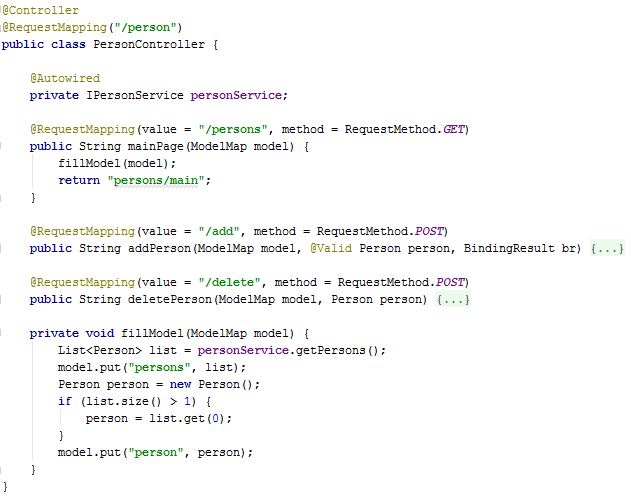 @Controller
@RequestMapping("/person")
public class PersonController {
@Autowired
private IPersonService personService;
@RequestMapping(value = "/persons", method = RequestMethod.GET)
public String mainPage(ModelMap model) {
fillModel(model);
return "persons/main";
}
@RequestMapping(value = "/add", method = RequestMethod.POST)
public String addPerson(ModelMap model, @Valid Person person, BindingResult br) {...}
@RequestMapping(value = "/delete", method = RequestMethod.POST)
public String deletePerson(ModelMap model, Person person) {...}
private void fillModel(ModelMap model) {
List<Person> list = personService.getPersons();
model.put("persons", list);
Person person = new Person();
if (list.size() > 1) {
person = list.get(0);
}
model.put("person", person);
}
}